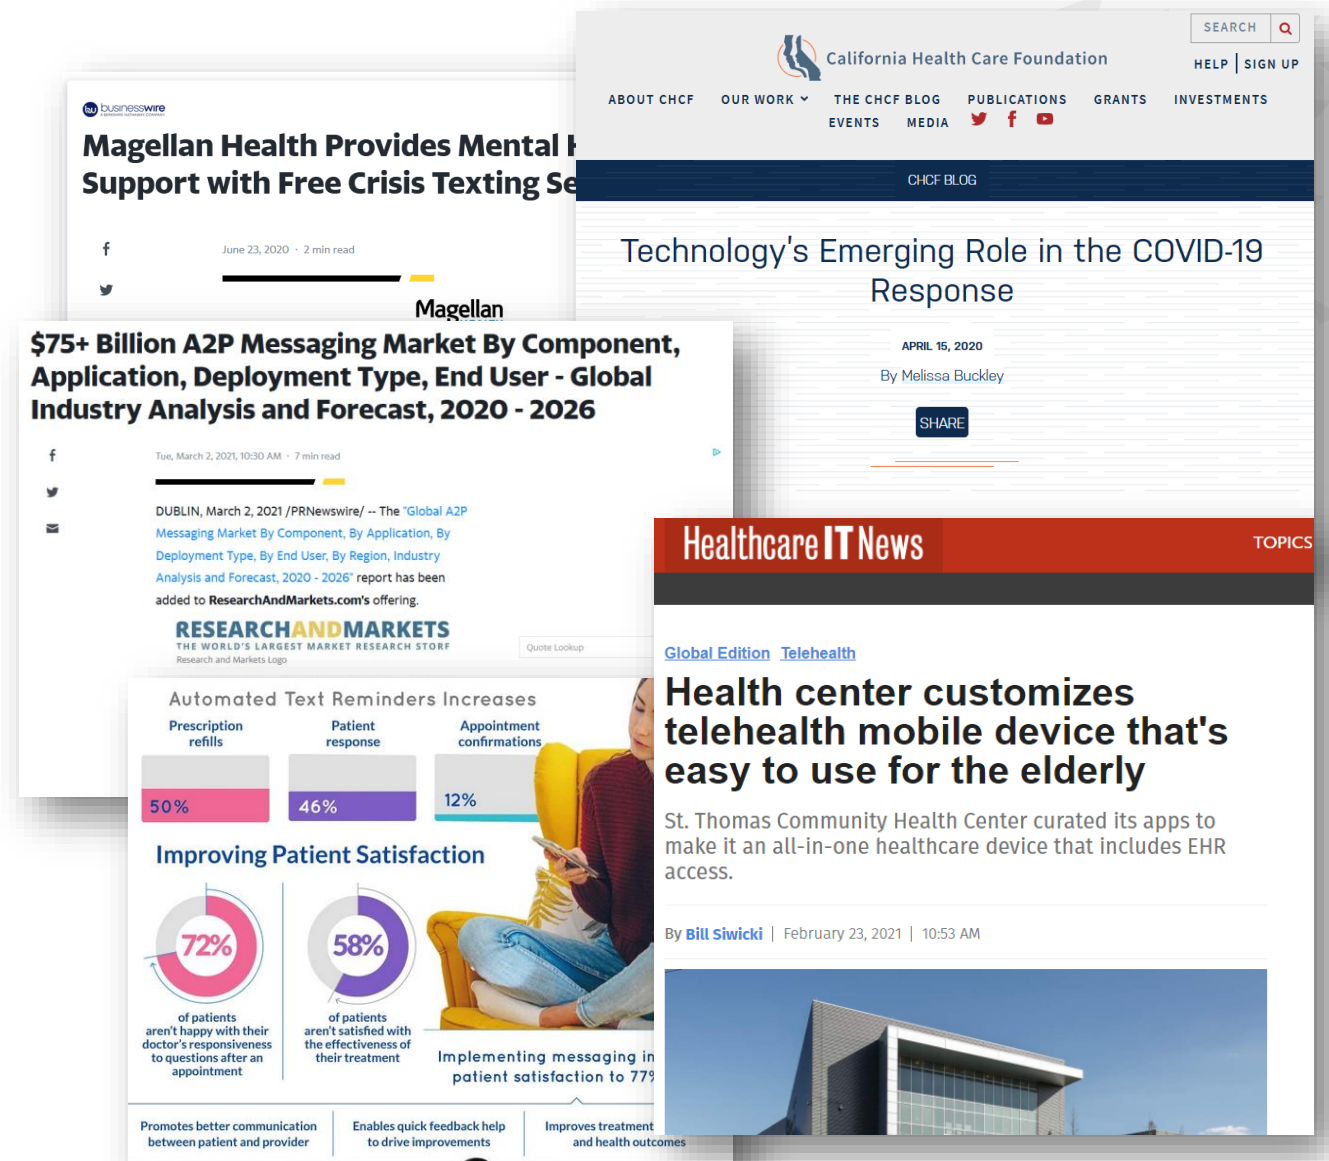 businesswire
A BERKSHIRE HATHAWAY COMPANY
Magellan Health Provides Mental
Support with Free Crisis Texting
June 23, 2020 · 2 min read
Magellan
SEARCH
California Health Care Foundation
HELP | SIGN UP
ABOUT CHCF OUR WORK THE CHCF BLOG PUBLICATIONS GRANTS INVESTMENTS
EVENTS MEDIA
CHCF BLOG
Technology's Emerging Role in the COVID-19
Response
APRIL 15, 2020
By Melissa Buckley
SHARE
$75+ Billion A2P Messaging Market By Component,
Application, Deployment Type, End User - Global
Industry Analysis and Forecast, 2020 - 2026
Tue, March 2, 2021, 10:30 AM · 7 min read
DUBLIN, March 2, 2021 /PRNewswire/ -- The "Global A2P
Messaging Market By Component, By Application, By
Deployment Type, By End User, By Region, Industry
Analysis and Forecast, 2020 - 2026" report has been
added to ResearchAndMarkets.com's offering.
RESEARCHANDMARKETS
THE WORLD'S LARGEST MARKET RESEARCH STORE
Research and Markets Logo
Quote Lookup
Healthcare IT News
TOPICS
Global Edition Telehealth
Health center customizes
telehealth mobile device that's
easy to use for the elderly
St. Thomas Community Health Center curated its apps to
make it an all-in-one healthcare device that includes EHR
access.
By Bill Siwicki | February 23, 2021 | 10:53 AM
Automated Text Reminders Increases
Prescription
refills
Patient
response
Appointment
confirmations
50%
46%
12%
Improving Patient Satisfaction
72%
58%
of patients
aren't happy with their
doctor's responsiveness
to questions after an
appointment
of patients
aren't satisfied with
the effectiveness of
their treatment
Implementing messaging in
patient satisfaction to 77%
Promotes better communication
between patient and provider
Enables quick feedback help
to drive improvements
Improves treatment
and health outcomes